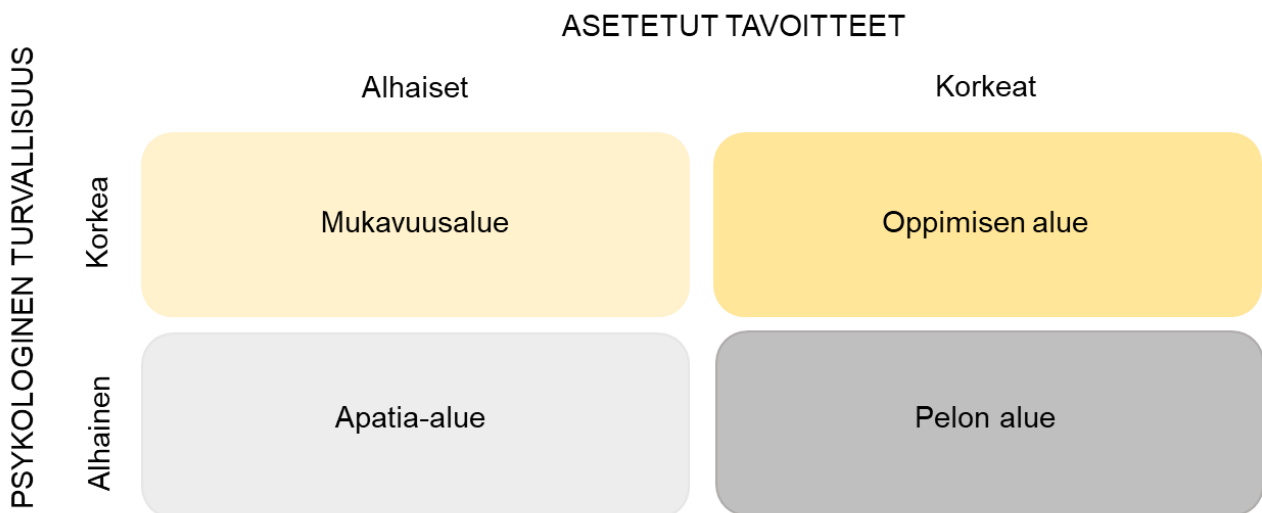 ASETETUT TAVOITTEET
Alhaiset
Korkeat
PSYKOLOGINEN TURVALLISUUS
Korkea
Mukavuusalue
Oppimisen alue
Alhainen
Apatia-alue
Pelon alue